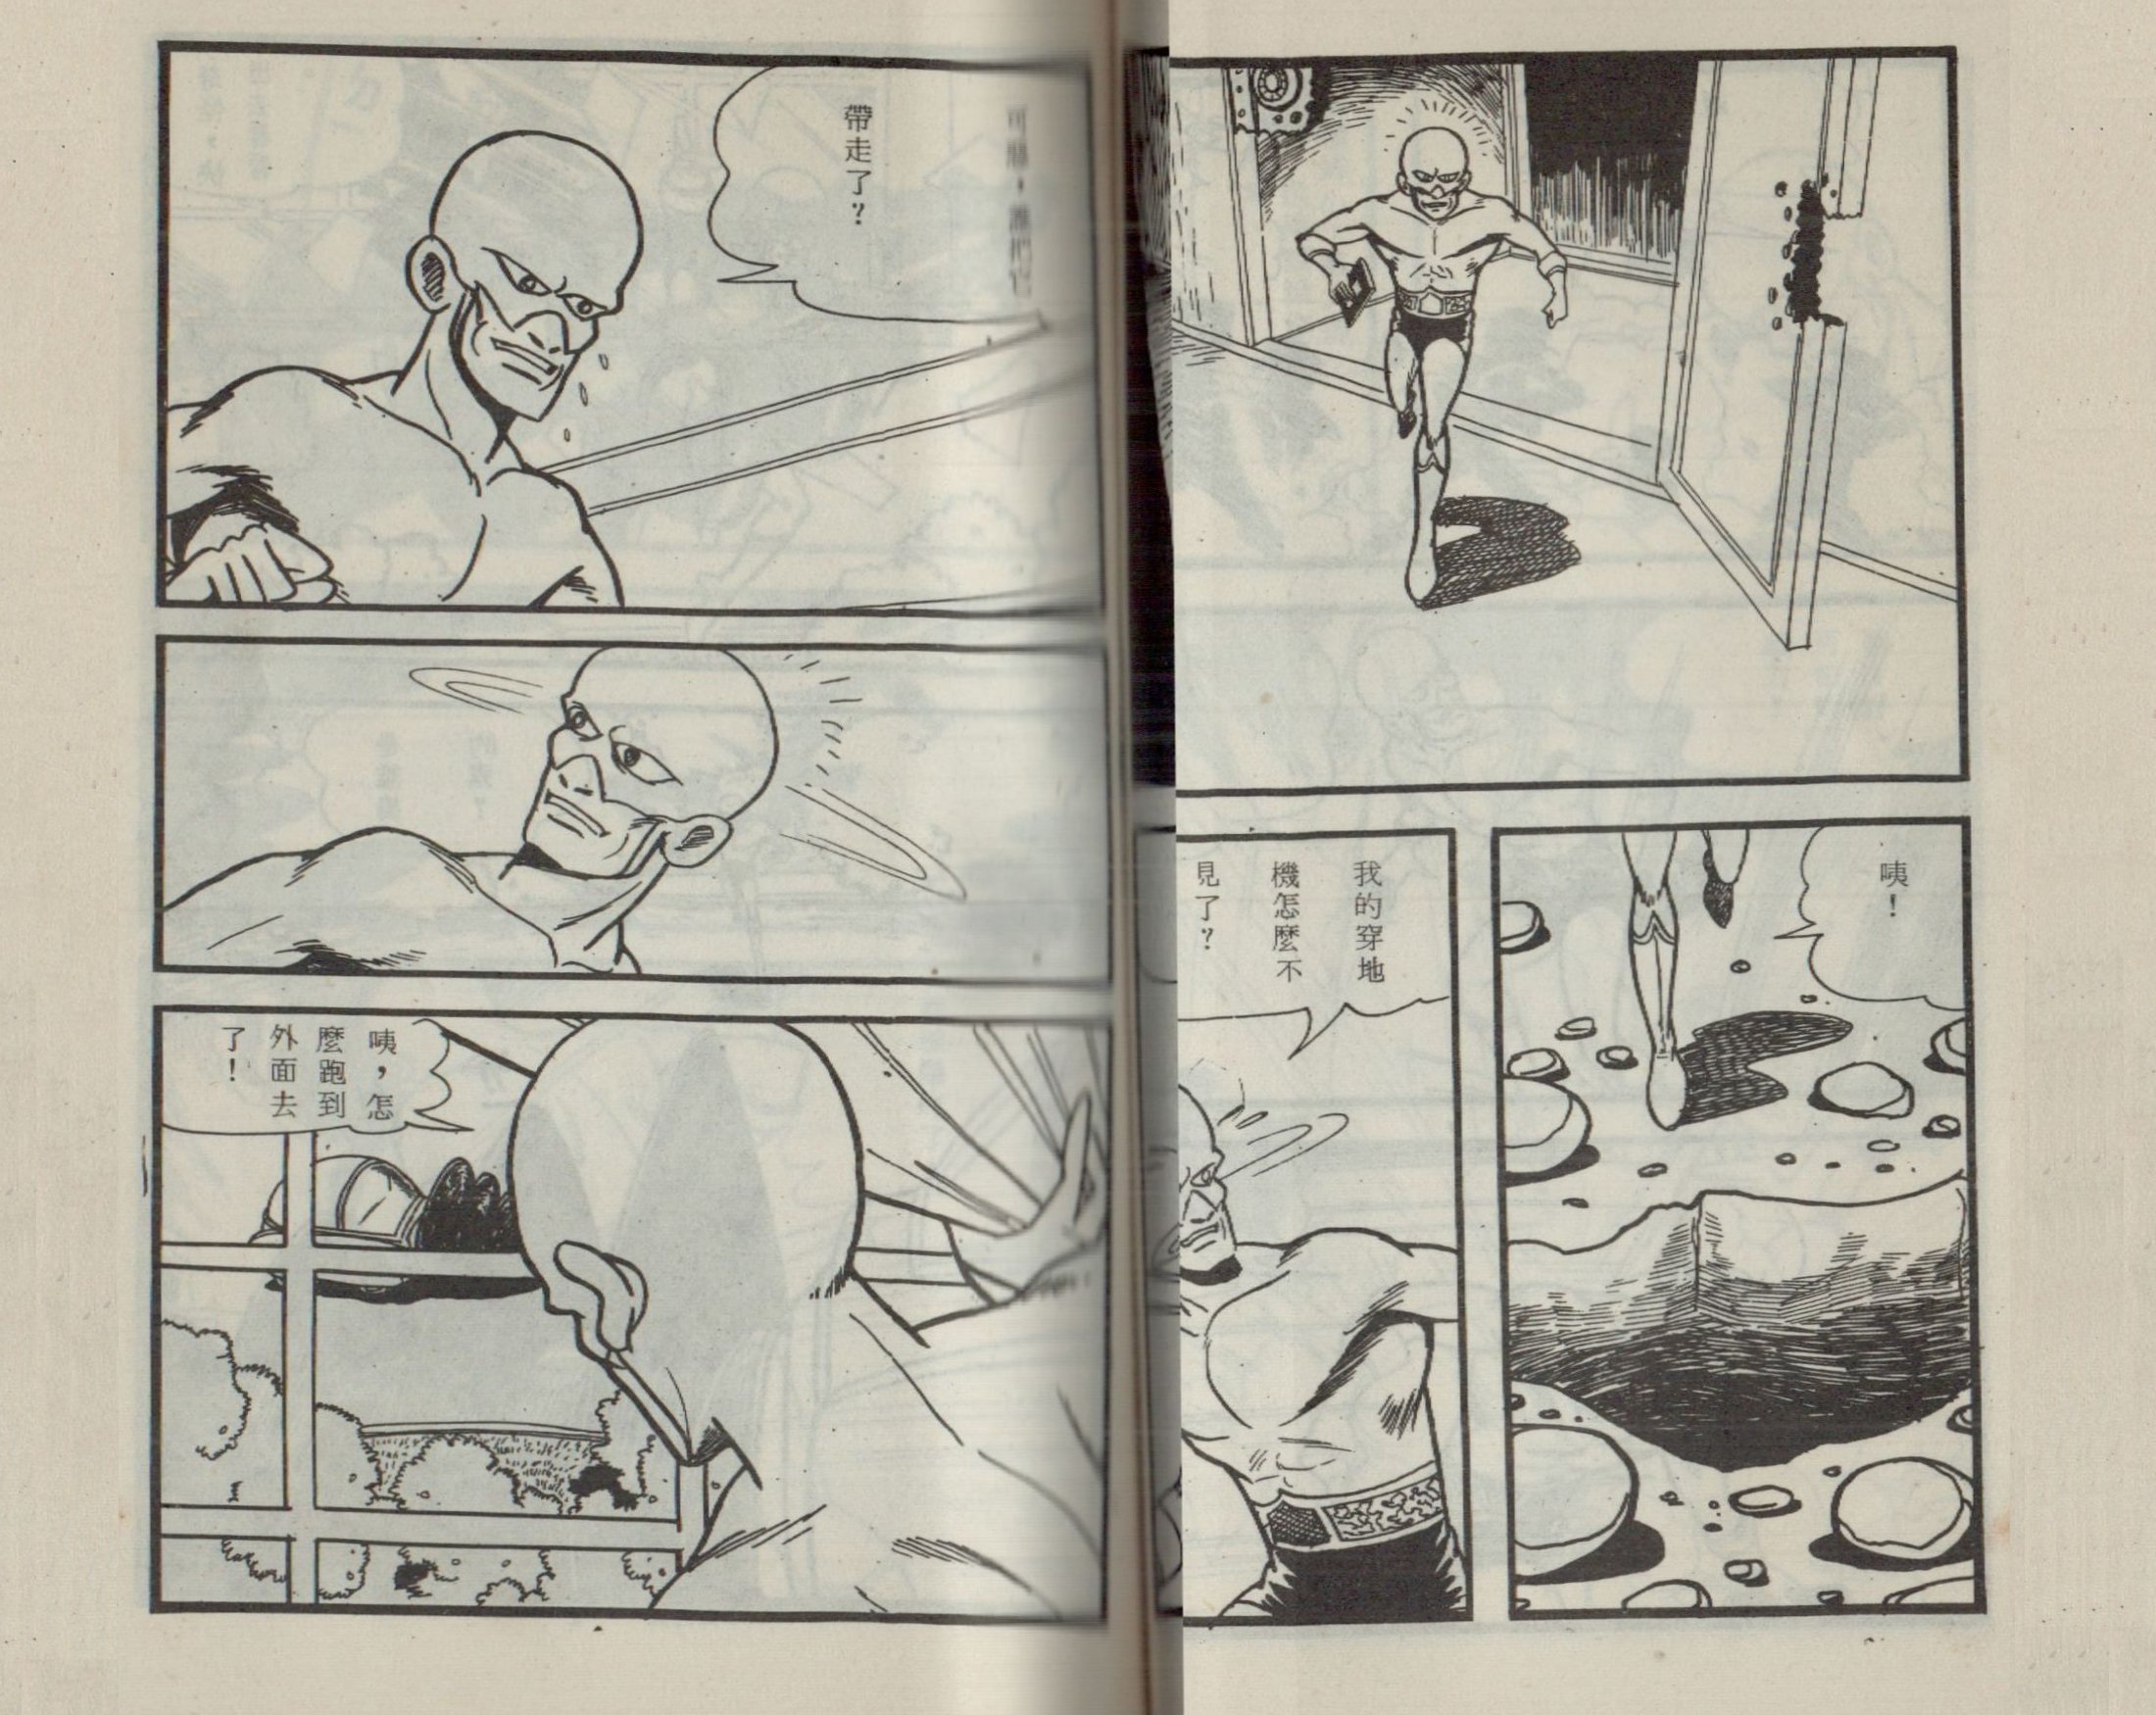 咦！
我的穿地
機怎麼不
見了？
帶走了？
咦，怎
麼跑到
外面去
了！